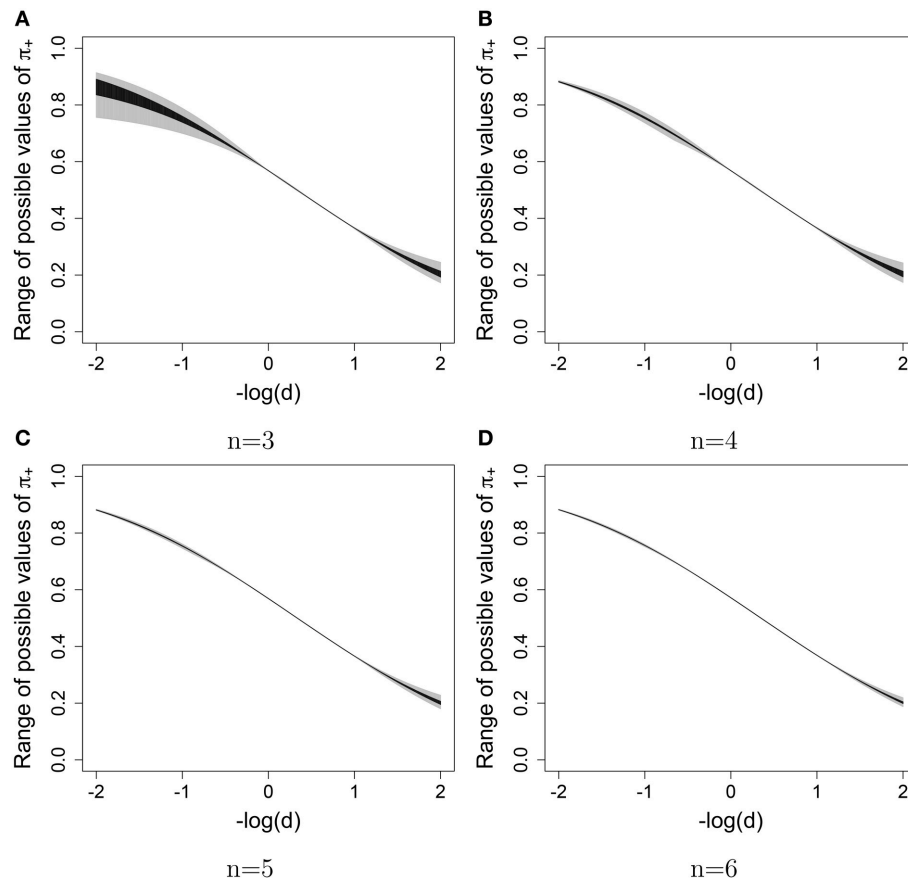 A
Range of possible values of π₊
1.0
0.8
0.6
0.4
0.2
0.0
-2 -1 0 1 2
-log(d)
n=3
B
Range of possible values of π₊
1.0
0.8
0.6
0.4
0.2
0.0
-2 -1 0 1 2
-log(d)
n=4
C
Range of possible values of π₊
1.0
0.8
0.6
0.4
0.2
0.0
-2 -1 0 1 2
-log(d)
n=5
D
Range of possible values of π₊
1.0
0.8
0.6
0.4
0.2
0.0
-2 -1 0 1 2
-log(d)
n=6